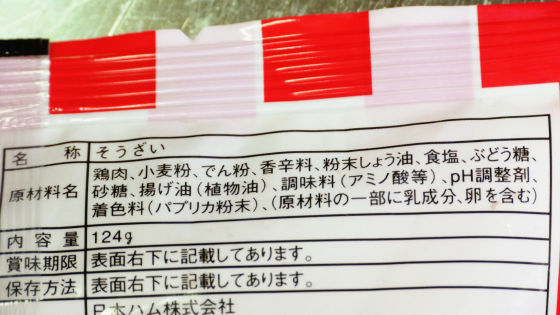 名 称 そうざい
原材料名 鶏肉、小麦粉、でん粉、香辛料、粉末しょう油、食塩、ぶどう糖、
砂糖、揚げ油(植物油)、調味料(アミノ酸等)、pH調整剤、
着色料(パプリカ粉末)、(原材料の一部に乳成分、卵を含む)
内 容 量 124g
賞味期限 表面右下に記載してあります。
保存方法 表面右下に記載してあります。
日本ハム株式会社